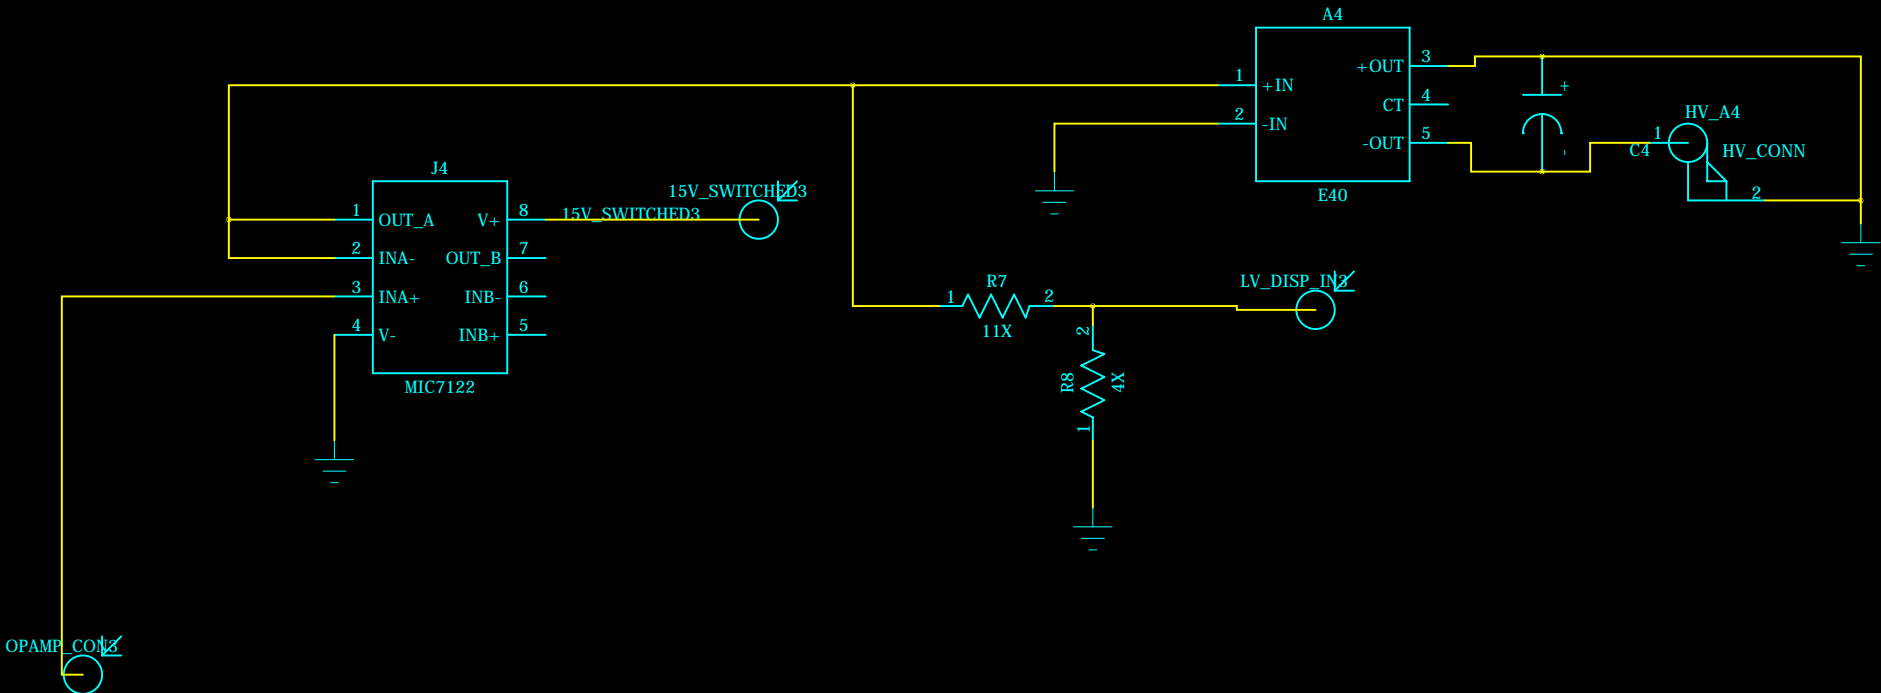 A4
1
+IN
2
-IN
+OUT
3
CT
4
-OUT
5
E40
+
-
C4
HV_A4
1
HV_CONN
2
J4
1
OUT_A
2
INA-
3
INA+
4
V-
V+
8
OUT_B
7
INB-
6
INB+
5
MIC7122
15V_SWITCHED3
15V_SWITCHED3
R7
1
2
11X
LV_DISP_IN3
2
R8
4X
1
OPAMP_CON3